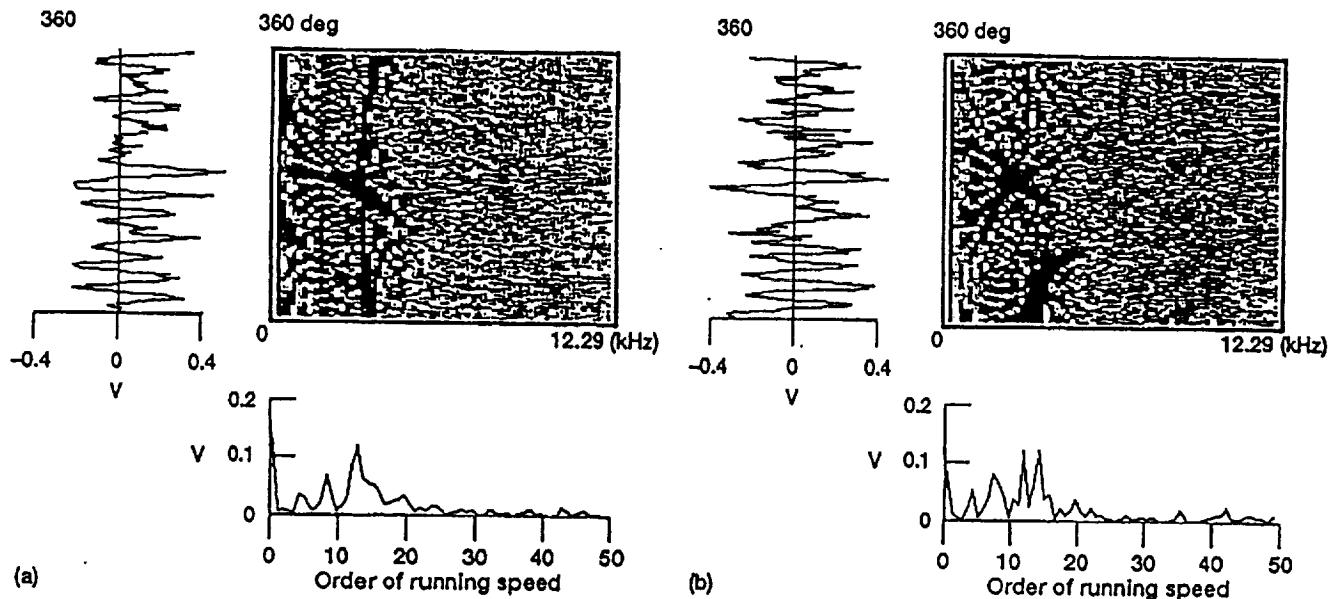 360
360 deg
0
12.29 (kHz)
–0.4 0 0.4
V
0.2
V 0.1
0
0 10 20 30 40 50
Order of running speed
(a)
360
360 deg
0
12.29 (kHz)
–0.4 0 0.4
V
0.2
V 0.1
0
0 10 20 30 40 50
Order of running speed
(b)